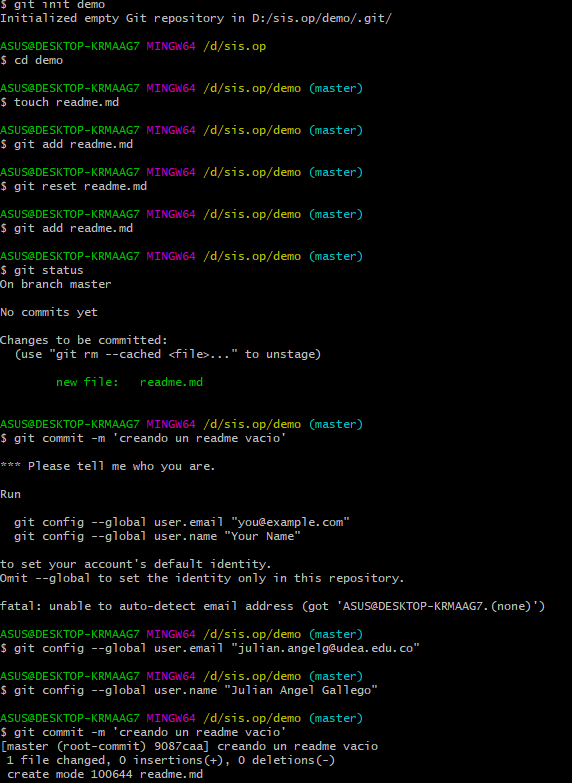 $ git init demo
Initialized empty Git repository in D:/sis.op/demo/.git/
ASUS@DESKTOP-KRMAAG7 MINGW64 /d/sis.op
$ cd demo
ASUS@DESKTOP-KRMAAG7 MINGW64 /d/sis.op/demo (master)
$ touch readme.md
ASUS@DESKTOP-KRMAAG7 MINGW64 /d/sis.op/demo (master)
$ git add readme.md
ASUS@DESKTOP-KRMAAG7 MINGW64 /d/sis.op/demo (master)
$ git reset readme.md
ASUS@DESKTOP-KRMAAG7 MINGW64 /d/sis.op/demo (master)
$ git add readme.md
ASUS@DESKTOP-KRMAAG7 MINGW64 /d/sis.op/demo (master)
$ git status
On branch master
No commits yet
Changes to be committed:
  (use "git rm --cached <file>..." to unstage)
        new file:   readme.md
ASUS@DESKTOP-KRMAAG7 MINGW64 /d/sis.op/demo (master)
$ git commit -m 'creando un readme vacio'
*** Please tell me who you are.
Run
  git config --global user.email "you@example.com"
  git config --global user.name "Your Name"
to set your account's default identity.
Omit --global to set the identity only in this repository.
fatal: unable to auto-detect email address (got 'ASUS@DESKTOP-KRMAAG7.(none)')
ASUS@DESKTOP-KRMAAG7 MINGW64 /d/sis.op/demo (master)
$ git config --global user.email "julian.angelg@udea.edu.co"
ASUS@DESKTOP-KRMAAG7 MINGW64 /d/sis.op/demo (master)
$ git config --global user.name "Julian Angel Gallego"
ASUS@DESKTOP-KRMAAG7 MINGW64 /d/sis.op/demo (master)
$ git commit -m 'creando un readme vacio'
[master (root-commit) 9087caa] creando un readme vacio
 1 file changed, 0 insertions(+), 0 deletions(-)
 create mode 100644 readme.md